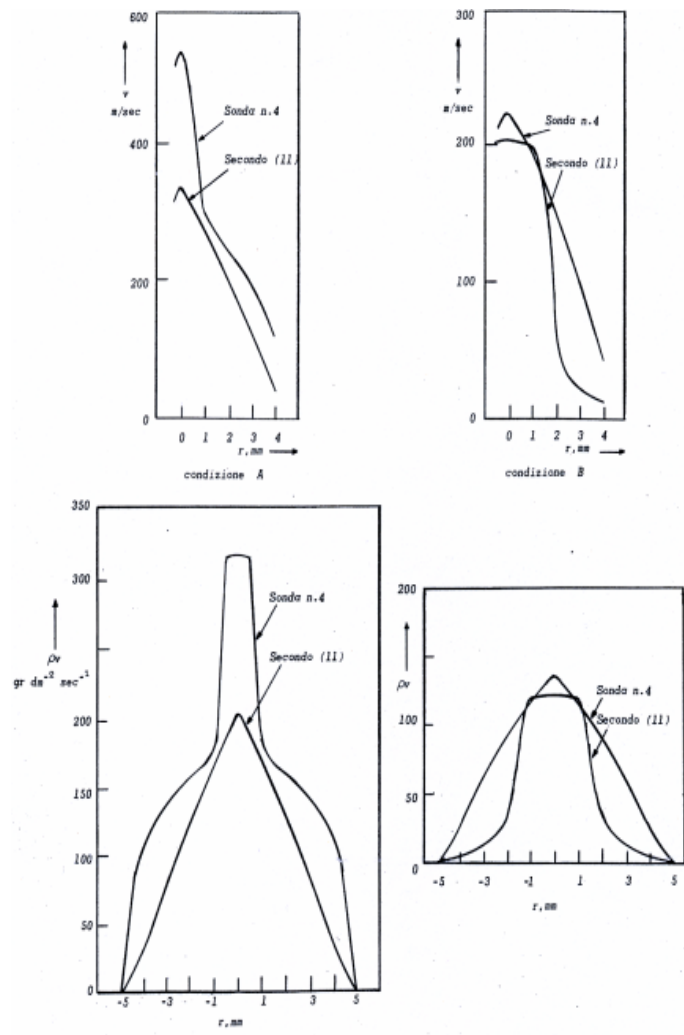 600
v
m/sec
Sonda n.4
400
Secondo (11)
200
0
0 1 2 3 4
r,mm
condizione A
300
v
m/sec
Sonda n.4
200
Secondo (11)
100
0
0 1 2 3 4
r,mm
condizione B
350
300
Sonda n.4
ρv
gr dm⁻² sec⁻¹
Secondo (11)
200
150
100
50
0
-5 -3 -1 1 3 5
r,mm
200
ρv
Sonda n.4
100
Secondo (11)
50
0
-5 -3 -1 1 3 5
r,mm